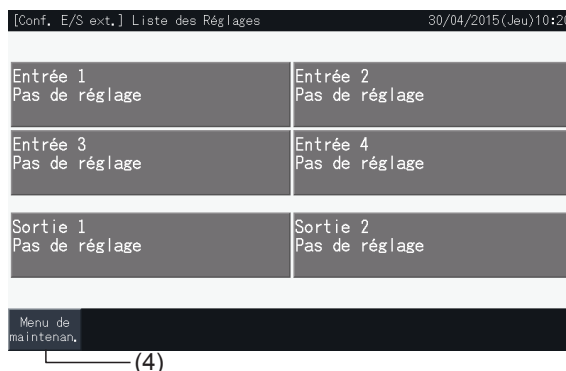 [Conf. E/S ext.] Liste des Réglages 30/04/2015(Jeu)10:20
Entrée 1
Pas de réglage
Entrée 2
Pas de réglage
Entrée 3
Pas de réglage
Entrée 4
Pas de réglage
Sortie 1
Pas de réglage
Sortie 2
Pas de réglage
Menu de
maintenan.
(4)